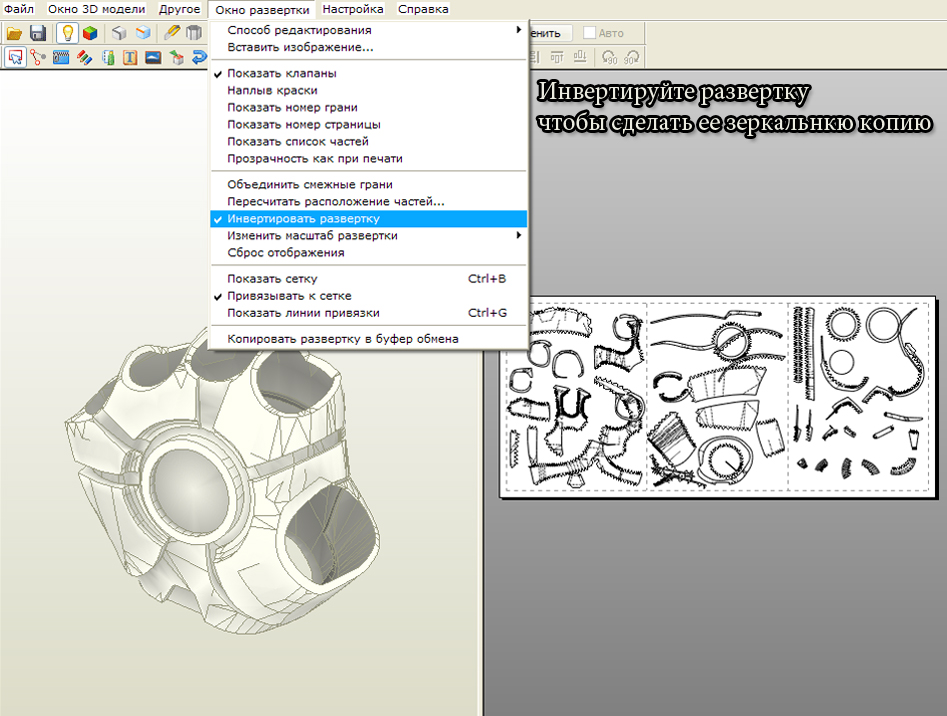 Файл Окно 3D модели Другое Окно развертки Настройка Справка
енить Авто
Способ редактирования
Вставить изображение...
Показать клапаны
Наплыв краски
Показать номер грани
Показать номер страницы
Показать список частей
Прозрачность как при печати
Объединить смежные грани
Пересчитать расположение частей...
Инвертировать развертку
Изменить масштаб развертки
Сброс отображения
Показать сетку Ctrl+B
Привязывать к сетке
Показать линии привязки Ctrl+G
Копировать развертку в буфер обмена
90 90
Инвертируйте развертку
чтобы сделать ее зеркальнкю копию